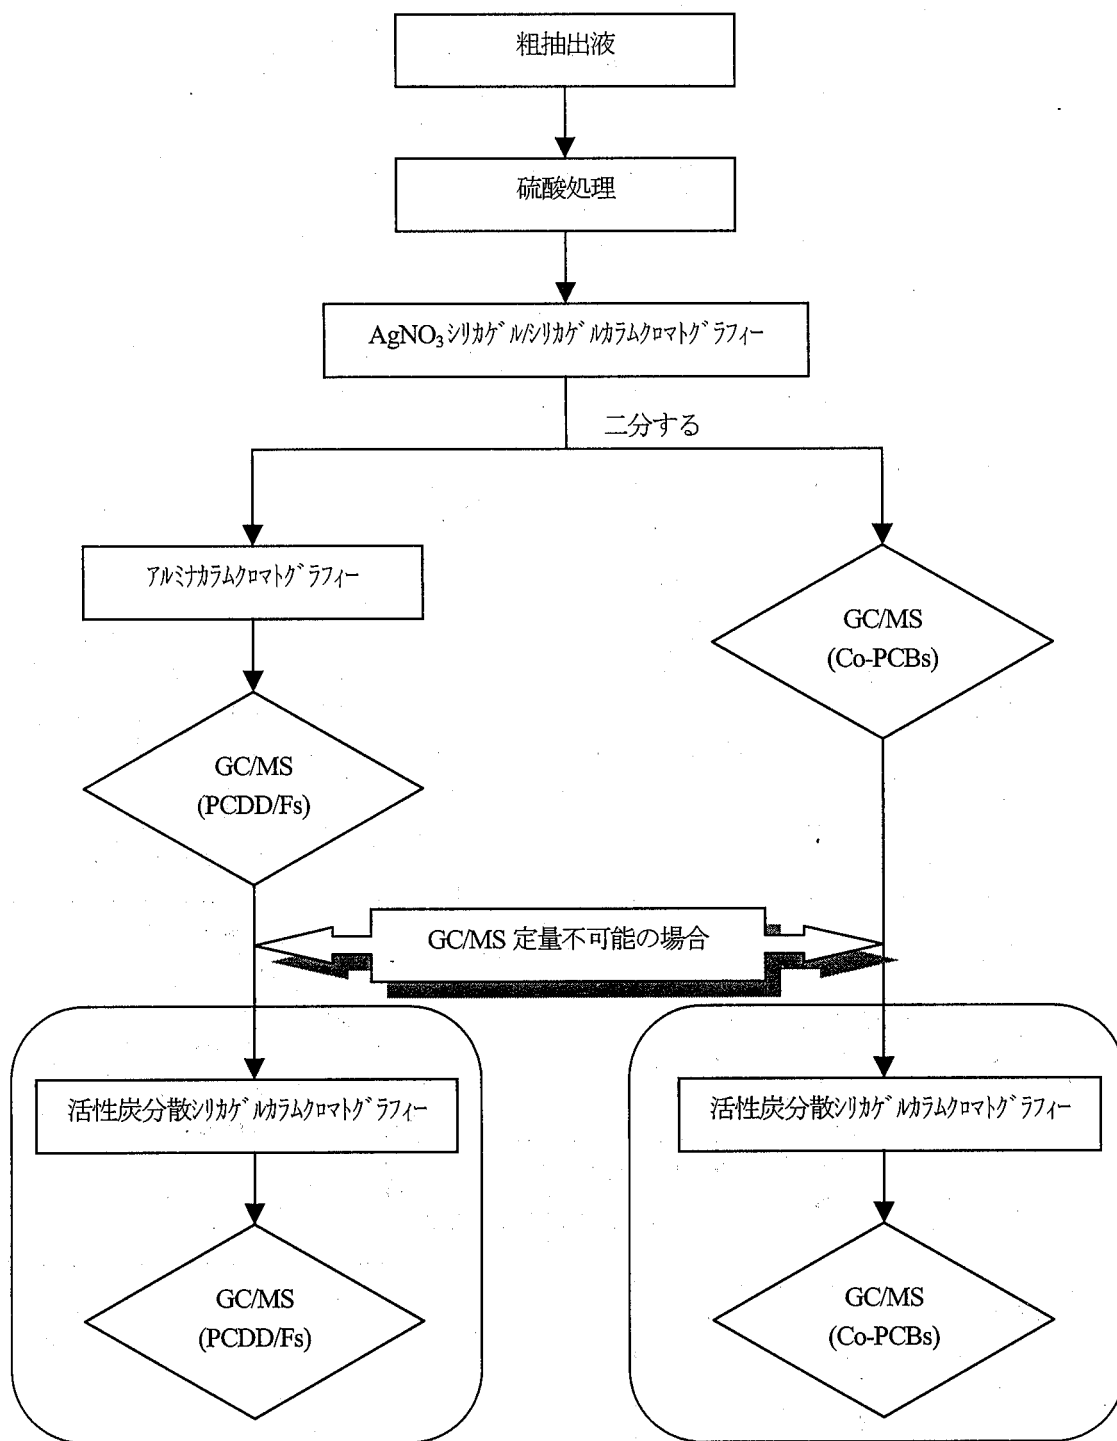 粗抽出液
硫酸処理
AgNO₃ｼﾘｶｹﾞﾙ/ｼﾘｶｹﾞﾙｶﾗﾑｸﾛﾏﾄｸﾞﾗﾌｨｰ
二分する
ｱﾙﾐﾅｶﾗﾑｸﾛﾏﾄｸﾞﾗﾌｨｰ
GC/MS
(Co-PCBs)
GC/MS
(PCDD/Fs)
GC/MS 定量不可能の場合
活性炭分散ｼﾘｶｹﾞﾙｶﾗﾑｸﾛﾏﾄｸﾞﾗﾌｨｰ
活性炭分散ｼﾘｶｹﾞﾙｶﾗﾑｸﾛﾏﾄｸﾞﾗﾌｨｰ
GC/MS
(PCDD/Fs)
GC/MS
(Co-PCBs)